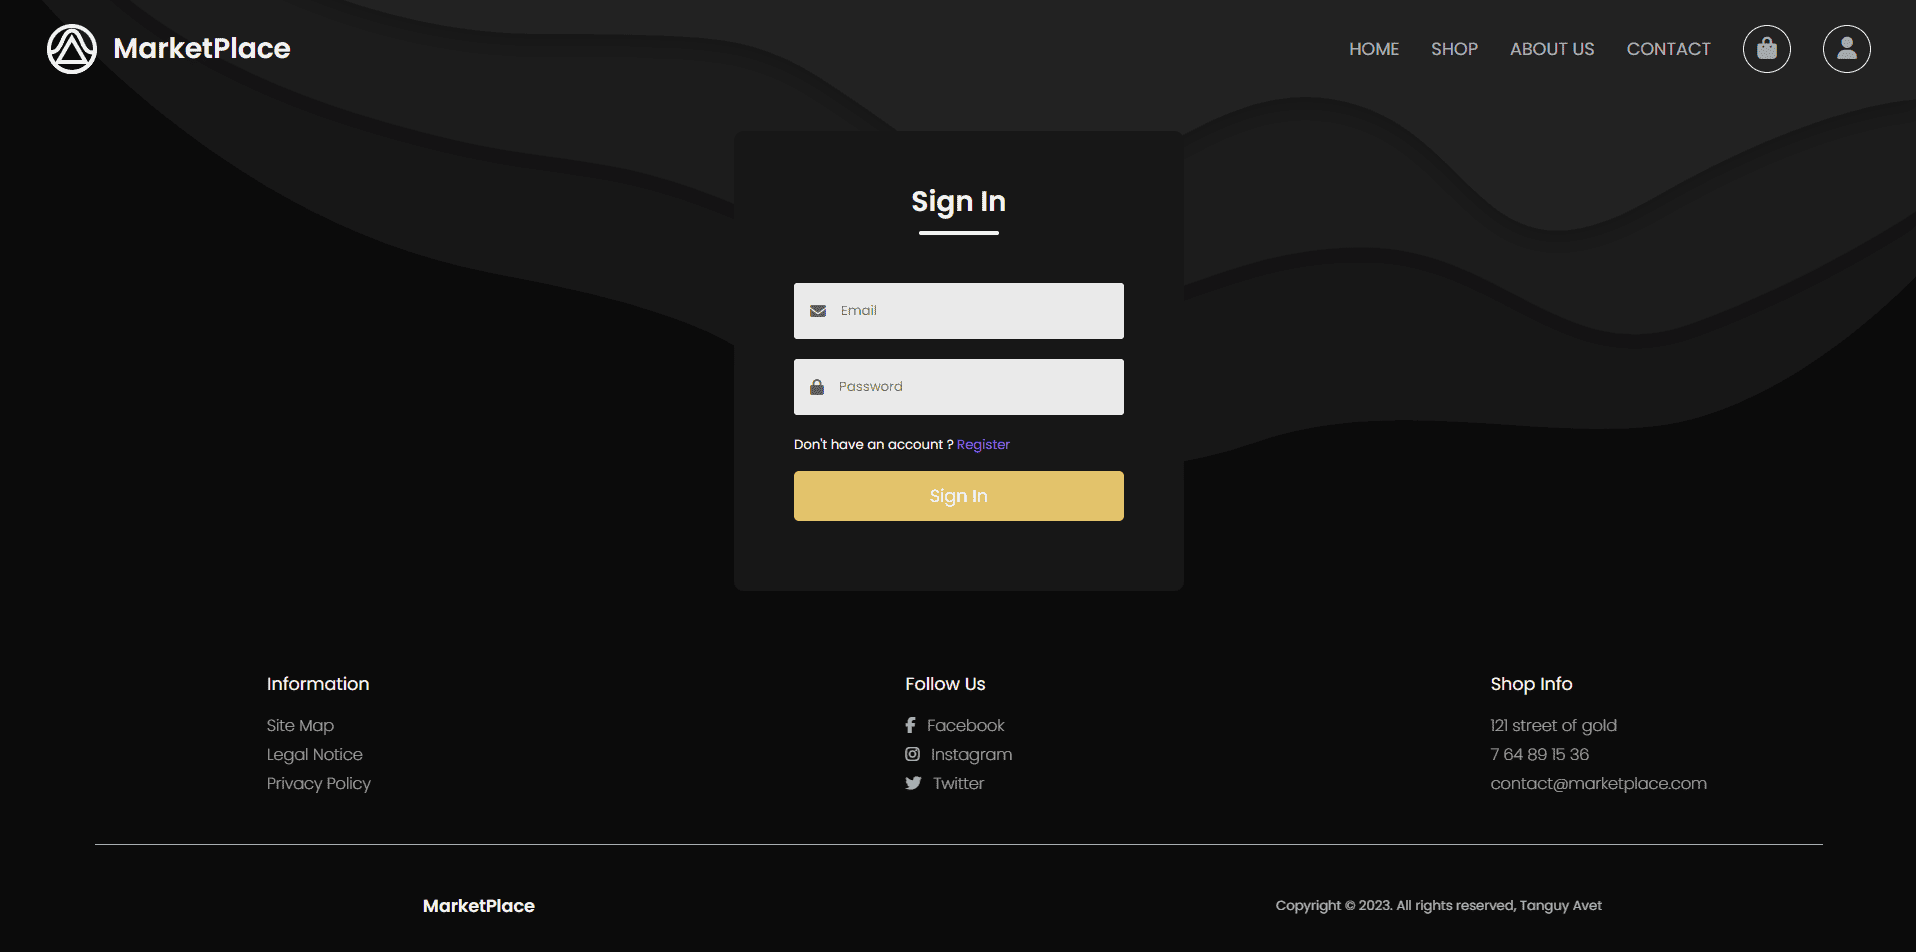 MarketPlace
HOME SHOP ABOUT US CONTACT
Sign In
Email
Password
Don't have an account ? Register
Sign In
Information
Site Map
Legal Notice
Privacy Policy
Follow Us
Facebook
Instagram
Twitter
Shop Info
121 street of gold
7 64 89 15 36
contact@marketplace.com
MarketPlace
Copyright © 2023. All rights reserved, Tanguy Avet